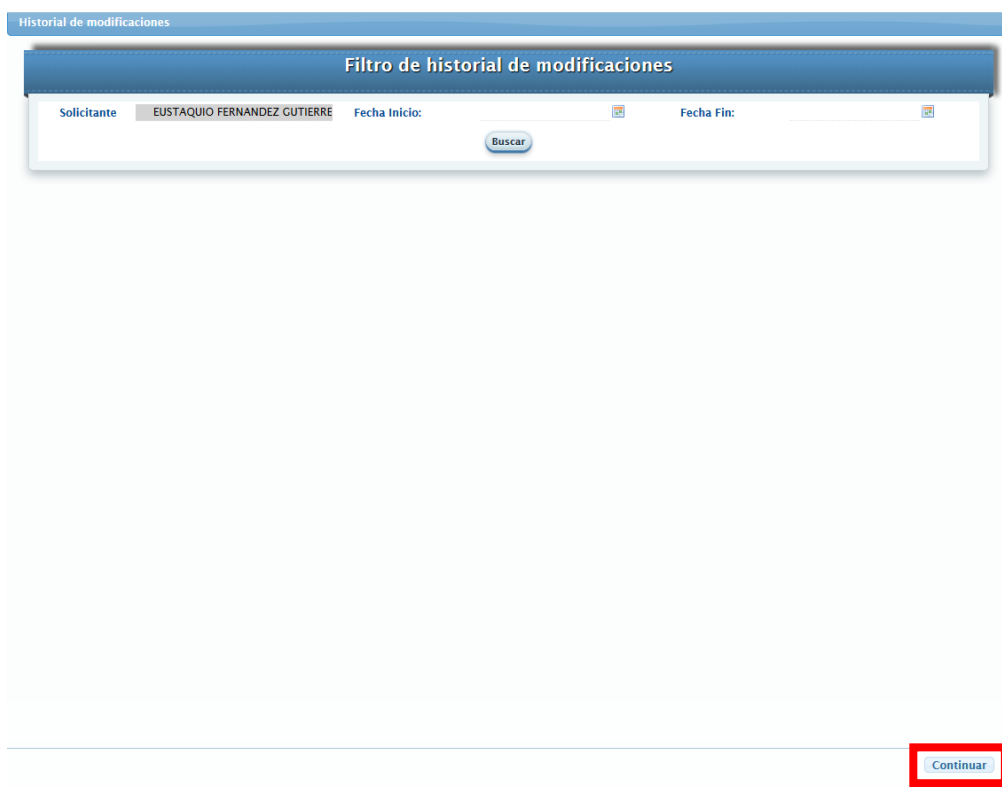 Historial de modificaciones
Filtro de historial de modificaciones
Solicitante EUSTAQUIO FERNANDEZ GUTIERRE Fecha Inicio: Fecha Fin:
Buscar
Continuar